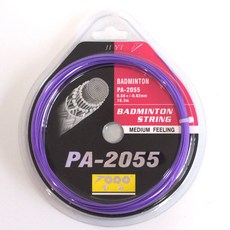 BADMINTON
PA-2055
BADMINTON
STRING
MEDIUM FEELING
PA-2055